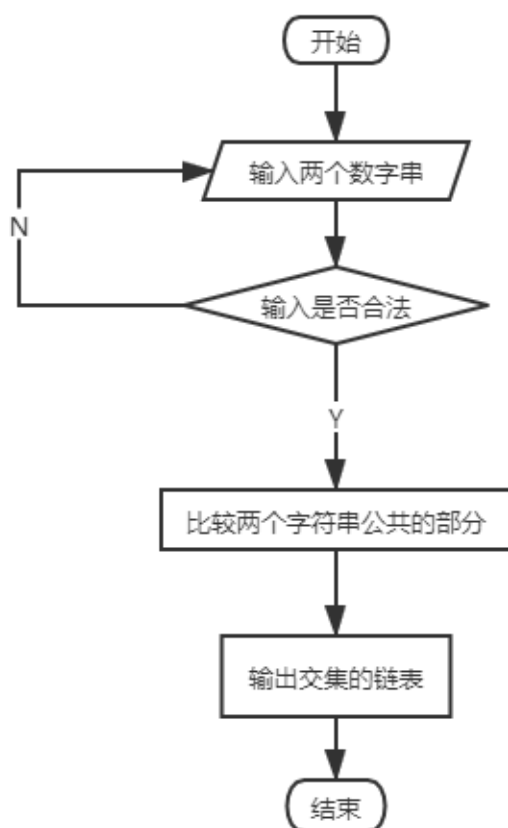 开始
输入两个数字串
N
输入是否合法
Y
比较两个字符串公共的部分
输出交集的链表
结束